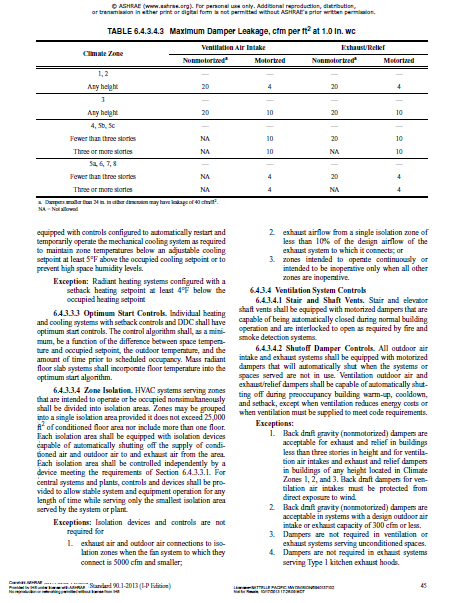 © ASHRAE (www.ashrae.org). For personal use only. Additional reproduction, distribution,
or transmission in either print or digital form is not permitted without ASHRAE's prior written permission.
TABLE 6.4.3.4.3 Maximum Damper Leakage, cfm per ft² at 1.0 in. wc
Climate Zone Ventilation Air Intake Exhaust/Relief
Nonmotorizedª Motorized Nonmotorizedª Motorized
1, 2 — — — —
Any height 20 4 20 4
3 — — — —
Any height 20 10 20 10
4, 5b, 5c — — — —
Fewer than three stories NA 10 20 10
Three or more stories NA 10 NA 10
5a, 6, 7, 8 — — — —
Fewer than three stories NA 4 20 4
Three or more stories NA 4 NA 4
a. Dampers smaller than 24 in. in either dimension may have leakage of 40 cfm/ft².
NA = Not allowed
equipped with controls configured to automatically restart and
temporarily operate the mechanical cooling system as required
to maintain zone temperatures below an adjustable cooling
setpoint at least 5°F above the occupied cooling setpoint or to
prevent high space humidity levels.
Exception: Radiant heating systems configured with a
setback heating setpoint at least 4°F below the
occupied heating setpoint
6.4.3.3.3 Optimum Start Controls. Individual heating
and cooling systems with setback controls and DDC shall have
optimum start controls. The control algorithm shall, as a mini-
mum, be a function of the difference between space tempera-
ture and occupied setpoint, the outdoor temperature, and the
amount of time prior to scheduled occupancy. Mass radiant
floor slab systems shall incorporate floor temperature into the
optimum start algorithm.
6.4.3.3.4 Zone Isolation. HVAC systems serving zones
that are intended to operate or be occupied nonsimultaneously
shall be divided into isolation areas. Zones may be grouped
into a single isolation area provided it does not exceed 25,000
ft² of conditioned floor area nor include more than one floor.
Each isolation area shall be equipped with isolation devices
capable of automatically shutting off the supply of condi-
tioned air and outdoor air to and exhaust air from the area.
Each isolation area shall be controlled independently by a
device meeting the requirements of Section 6.4.3.3.1. For
central systems and plants, controls and devices shall be pro-
vided to allow stable system and equipment operation for any
length of time while serving only the smallest isolation area
served by the system or plant.
Exceptions: Isolation devices and controls are not
required for
1. exhaust air and outdoor air connections to iso-
lation zones when the fan system to which they
connect is 5000 cfm and smaller;
2. exhaust airflow from a single isolation zone of
less than 10% of the design airflow of the
exhaust system to which it connects; or
3. zones intended to operate continuously or
intended to be inoperative only when all other
zones are inoperative.
6.4.3.4 Ventilation System Controls
6.4.3.4.1 Stair and Shaft Vents. Stair and elevator
shaft vents shall be equipped with motorized dampers that are
capable of being automatically closed during normal building
operation and are interlocked to open as required by fire and
smoke detection systems.
6.4.3.4.2 Shutoff Damper Controls. All outdoor air
intake and exhaust systems shall be equipped with motorized
dampers that will automatically shut when the systems or
spaces served are not in use. Ventilation outdoor air and
exhaust/relief dampers shall be capable of automatically shut-
ting off during preoccupancy building warm-up, cooldown,
and setback, except when ventilation reduces energy costs or
when ventilation must be supplied to meet code requirements.
Exceptions:
1. Back draft gravity (nonmotorized) dampers are
acceptable for exhaust and relief in buildings
less than three stories in height and for ventila-
tion air intakes and exhaust and relief dampers
in buildings of any height located in Climate
Zones 1, 2, and 3. Back draft dampers for ven-
tilation air intakes must be protected from
direct exposure to wind.
2. Back draft gravity (nonmotorized) dampers are
acceptable in systems with a design outdoor air
intake or exhaust capacity of 300 cfm or less.
3. Dampers are not required in ventilation or
exhaust systems serving unconditioned spaces.
4. Dampers are not required in exhaust systems
serving Type 1 kitchen exhaust hoods.
Copyright ASHRAE
Provided by IHS under license with ASHRAE
No reproduction or networking permitted without license from IHS
Standard 90.1-2013 (I-P Edition)
Not for Resale,
45